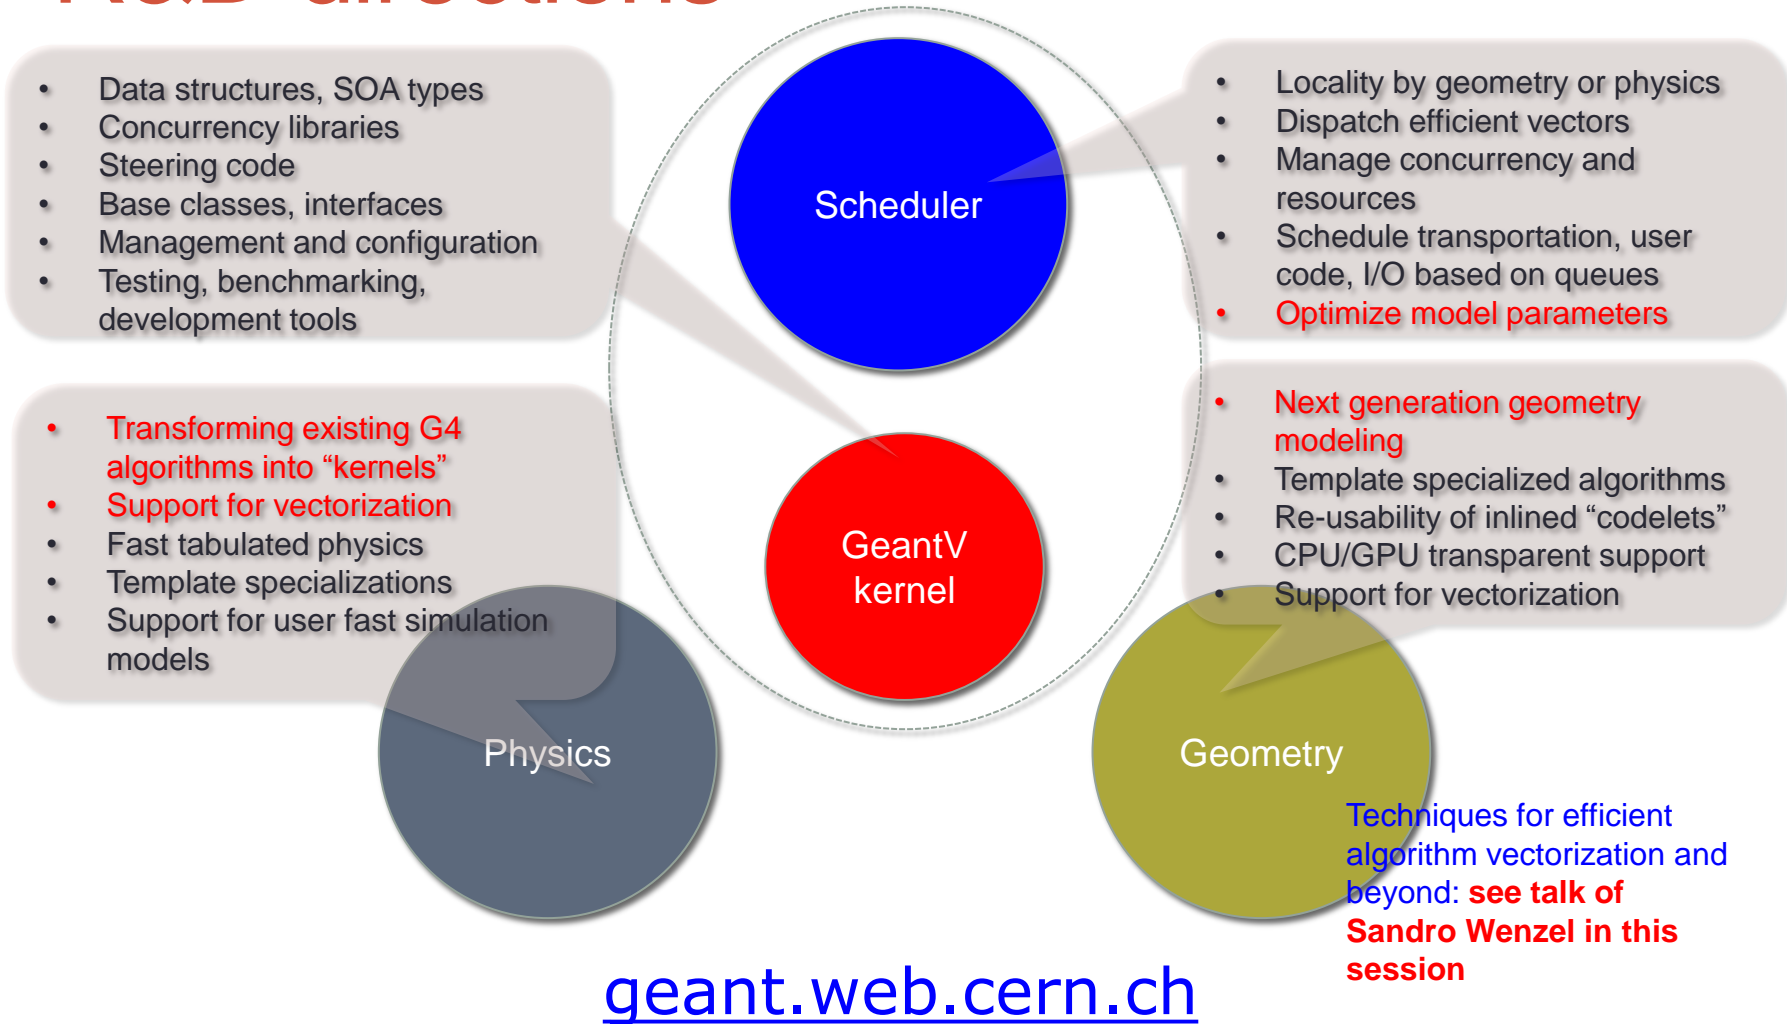 R&D directions
• Data structures, SOA types
• Concurrency libraries
• Steering code
• Base classes, interfaces
• Management and configuration
• Testing, benchmarking,
development tools
Scheduler
• Locality by geometry or physics
• Dispatch efficient vectors
• Manage concurrency and
resources
• Schedule transportation, user
code, I/O based on queues
• Optimize model parameters
• Transforming existing G4
algorithms into “kernels”
• Support for vectorization
• Fast tabulated physics
• Template specializations
• Support for user fast simulation
models
GeantV
kernel
• Next generation geometry
modeling
• Template specialized algorithms
• Re-usability of inlined “codelets”
• CPU/GPU transparent support
• Support for vectorization
Physics
Geometry
Techniques for efficient
algorithm vectorization and
beyond: see talk of
Sandro Wenzel in this
session
geant.web.cern.ch